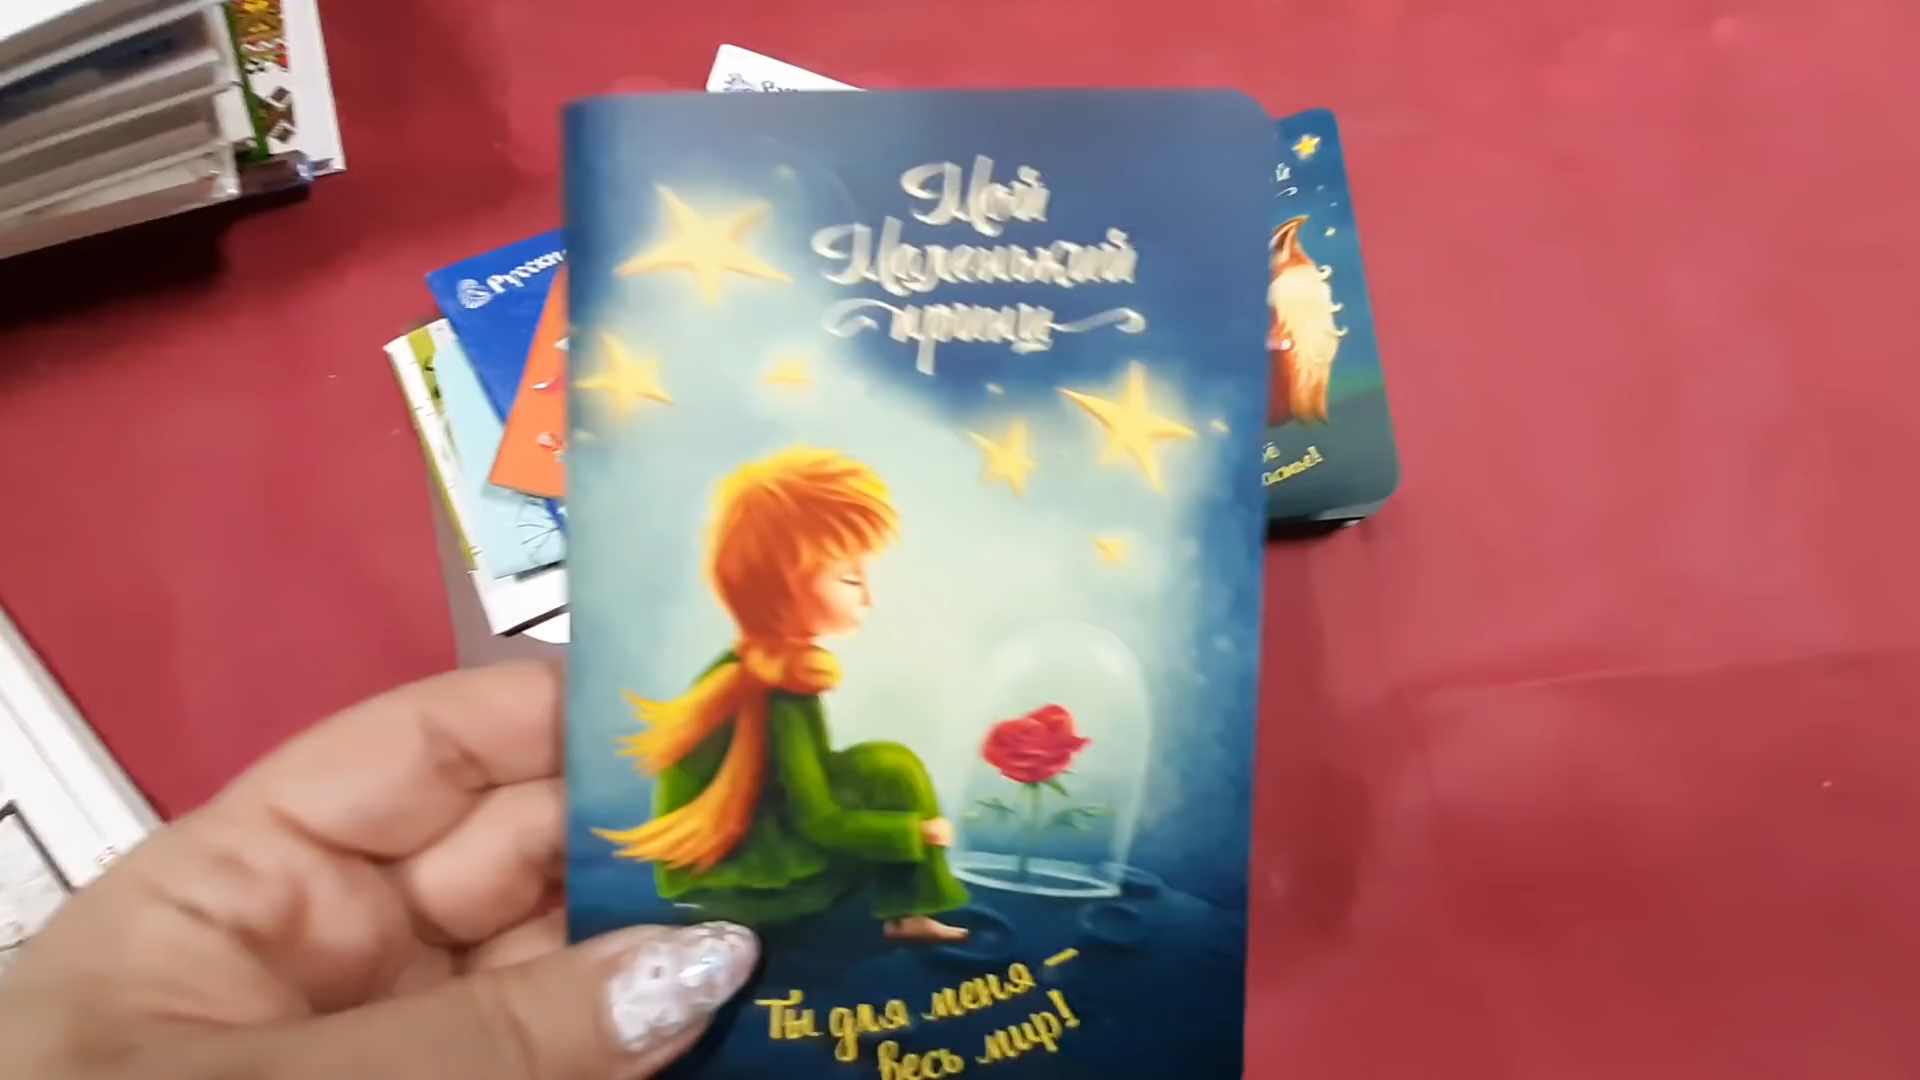 Мой
Маленький
принц
Ты для меня –
весь мир!